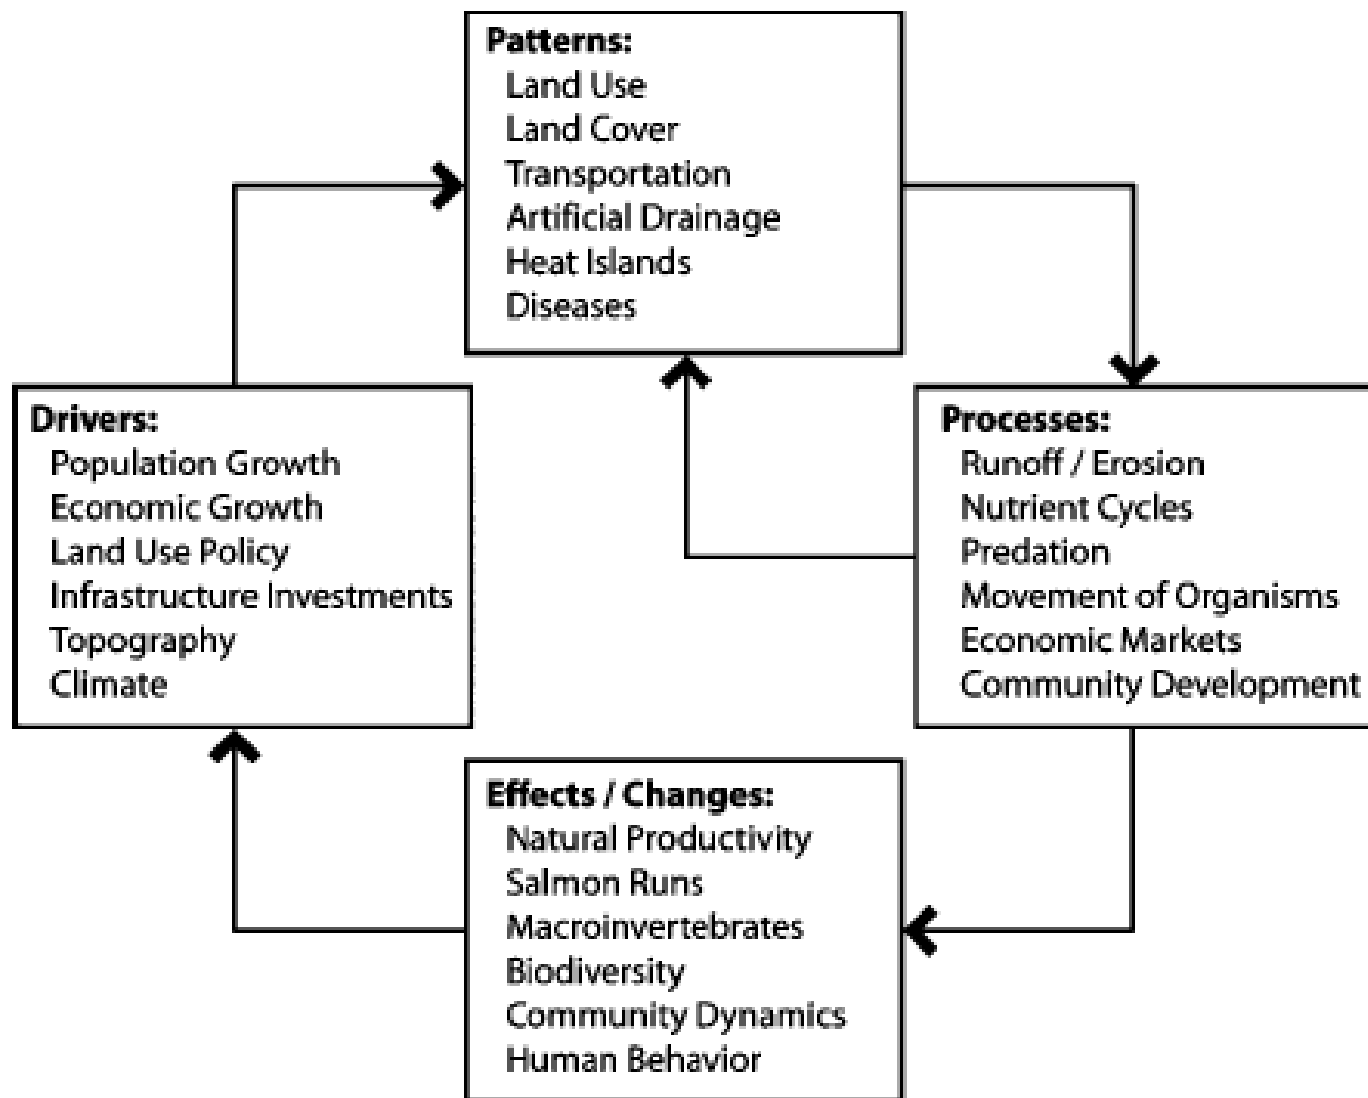 Patterns:
Land Use
Land Cover
Transportation
Artificial Drainage
Heat Islands
Diseases
Drivers:
Population Growth
Economic Growth
Land Use Policy
Infrastructure Investments
Topography
Climate
Processes:
Runoff / Erosion
Nutrient Cycles
Predation
Movement of Organisms
Economic Markets
Community Development
Effects / Changes:
Natural Productivity
Salmon Runs
Macroinvertebrates
Biodiversity
Community Dynamics
Human Behavior